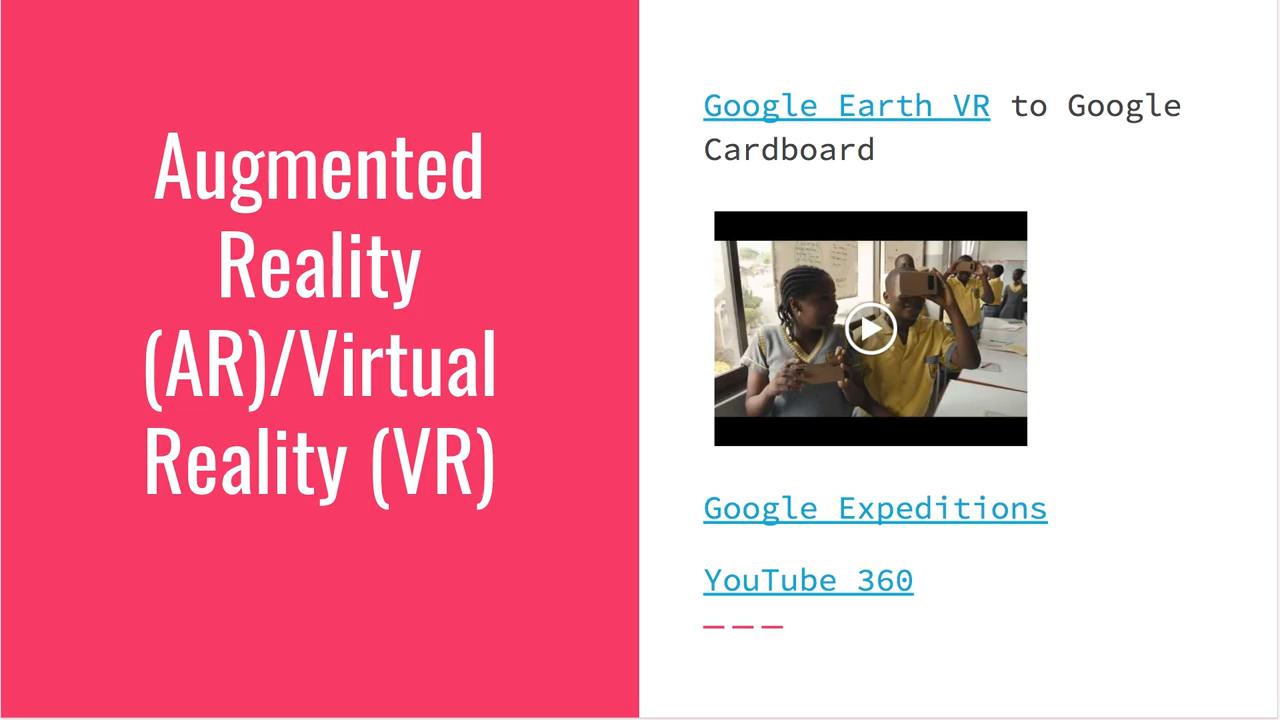 Augmented
Reality
(AR)/Virtual
Reality (VR)
Google Earth VR to Google
Cardboard
Google Expeditions
YouTube 360